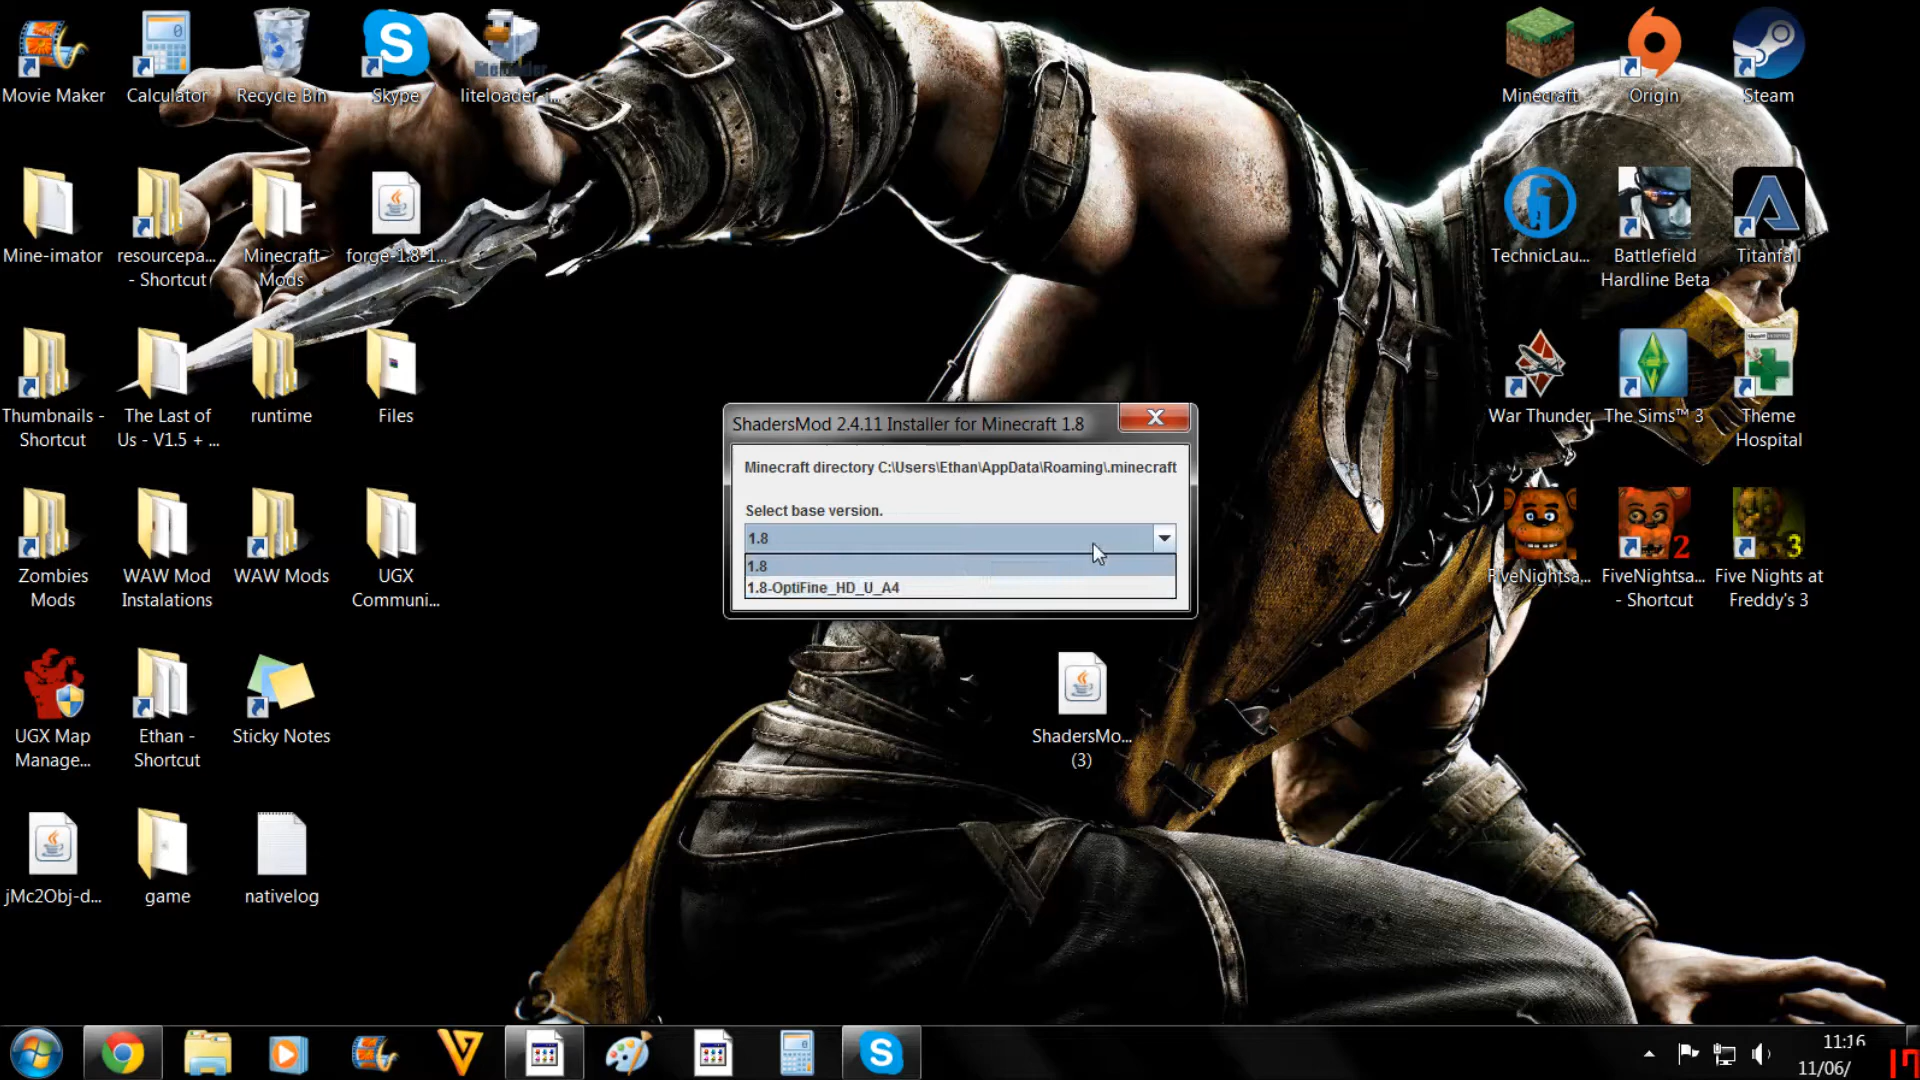 Movie Maker
Calculator
Recycle Bin
Skype
liteloader-i...
Minecraft
Origin
Steam
Mine-imator
resourcepa...
- Shortcut
Minecraft
Mods
forge-1.8-1...
TechnicLau...
Battlefield
Hardline Beta
Titanfall
Thumbnails -
Shortcut
The Last of
Us - V1.5 + ...
runtime
Files
War Thunder
The Sims™ 3
Theme
Hospital
ShadersMod 2.4.11 Installer for Minecraft 1.8
Minecraft directory C:\Users\Ethan\AppData\Roaming\.minecraft
Select base version.
1.8
1.8
1.8-OptiFine_HD_U_A4
Zombies
Mods
WAW Mod
Instalations
WAW Mods
UGX
Communi...
2
3
FiveNightsa...
FiveNightsa...
- Shortcut
Five Nights at
Freddy's 3
UGX Map
Manage...
Ethan -
Shortcut
Sticky Notes
ShadersMo...
(3)
jMc2Obj-d...
game
nativelog
11:16
11/06/